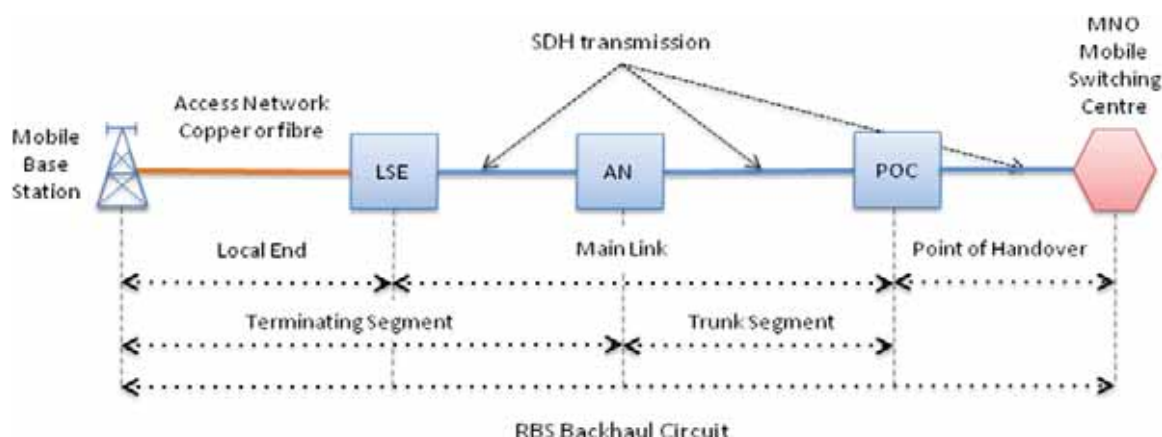 SDH transmission
MNO
Mobile
Switching
Centre
Access Network
Copper or fibre
Mobile
Base
Station
LSE
AN
POC
Local End
Main Link
Point of Handover
Terminating Segment
Trunk Segment
RBS Backhaul Circuit